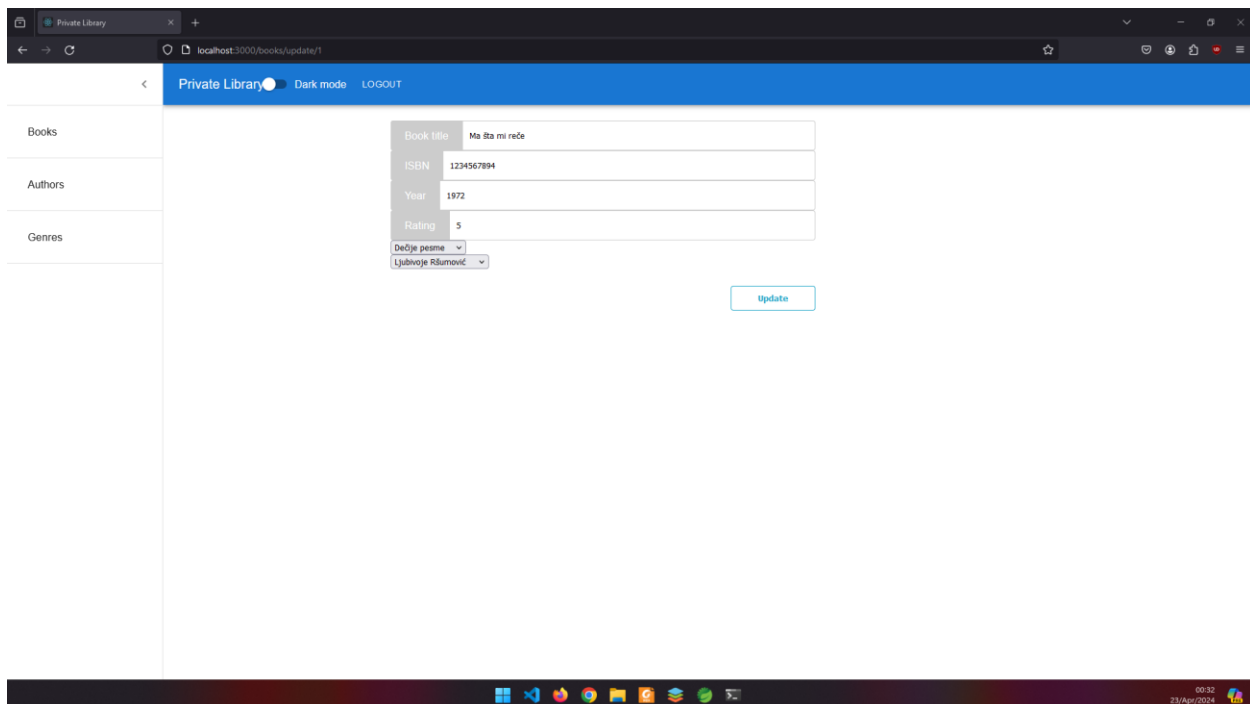 Private Library
localhost:3000/books/update/1
Private Library Dark mode LOGOUT
Books
Authors
Genres
Book title Ma šta mi reče
ISBN 1234567894
Year 1972
Rating 5
Dečije pesme
Ljubivoje Ršumović
Update
00:32
23/Apr/2024